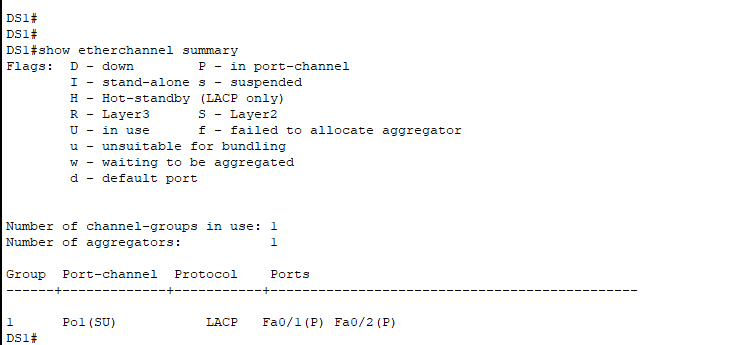 DS1#
DS1#
DS1#show etherchannel summary
Flags:  D - down        P - in port-channel
        I - stand-alone s - suspended
        H - Hot-standby (LACP only)
        R - Layer3      S - Layer2
        U - in use      f - failed to allocate aggregator
        u - unsuitable for bundling
        w - waiting to be aggregated
        d - default port
Number of channel-groups in use: 1
Number of aggregators:           1
Group  Port-channel  Protocol    Ports
------+-------------+-----------+----------------------------------------------
1      Po1(SU)           LACP   Fa0/1(P) Fa0/2(P)
DS1#